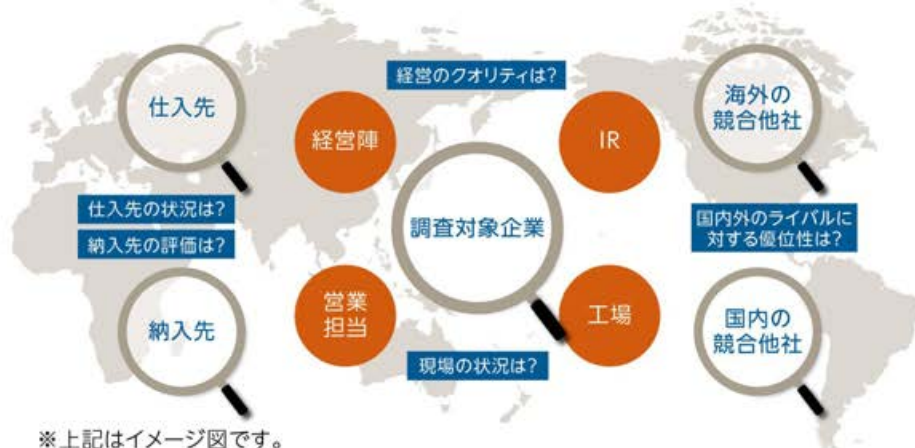 経営のクオリティは?
仕入先
経営陣
IR
海外の
競合他社
調査対象企業
仕入先の状況は?
納入先の評価は?
国内外のライバルに
対する優位性は?
納入先
営業
担当
工場
国内の
競合他社
現場の状況は?
※上記はイメージ図です。